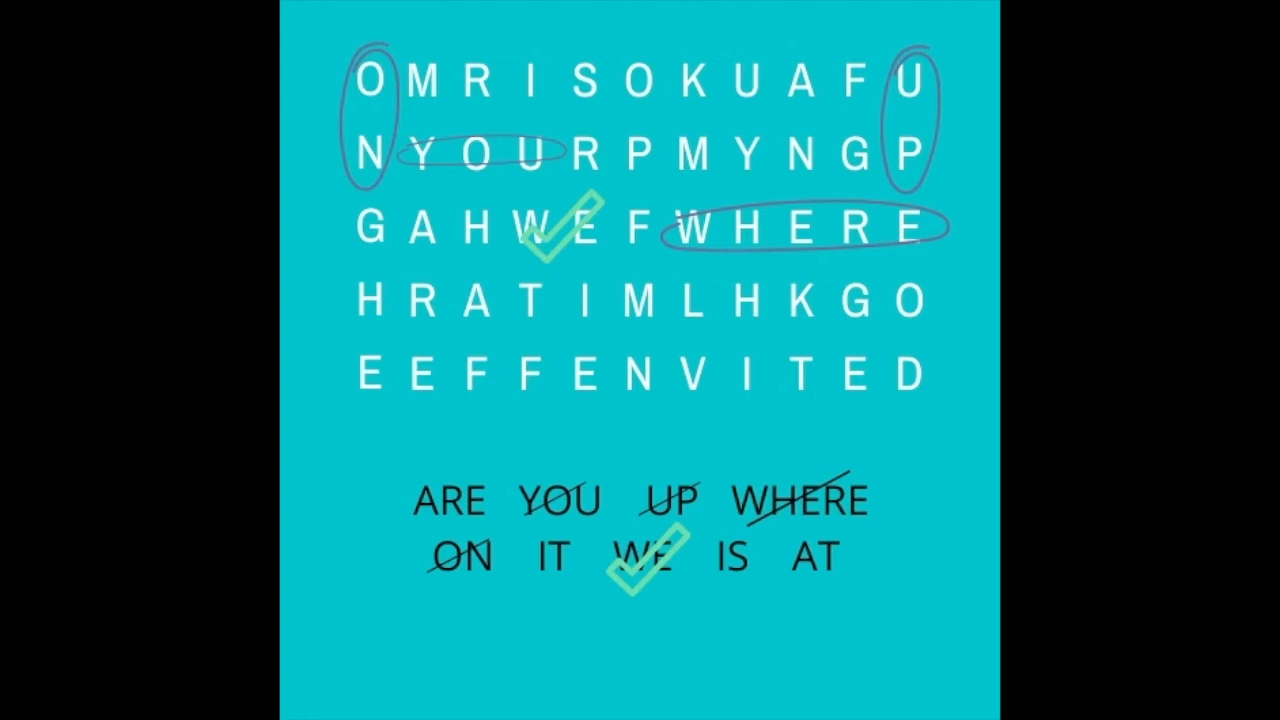 O M R I S O K U A F U
N Y O U R P M Y N G P
G A H W E F W H E R E
H R A T I M L H K G O
E E F F E N V I T E D
ARE YOU UP WHERE
ON IT WE IS AT